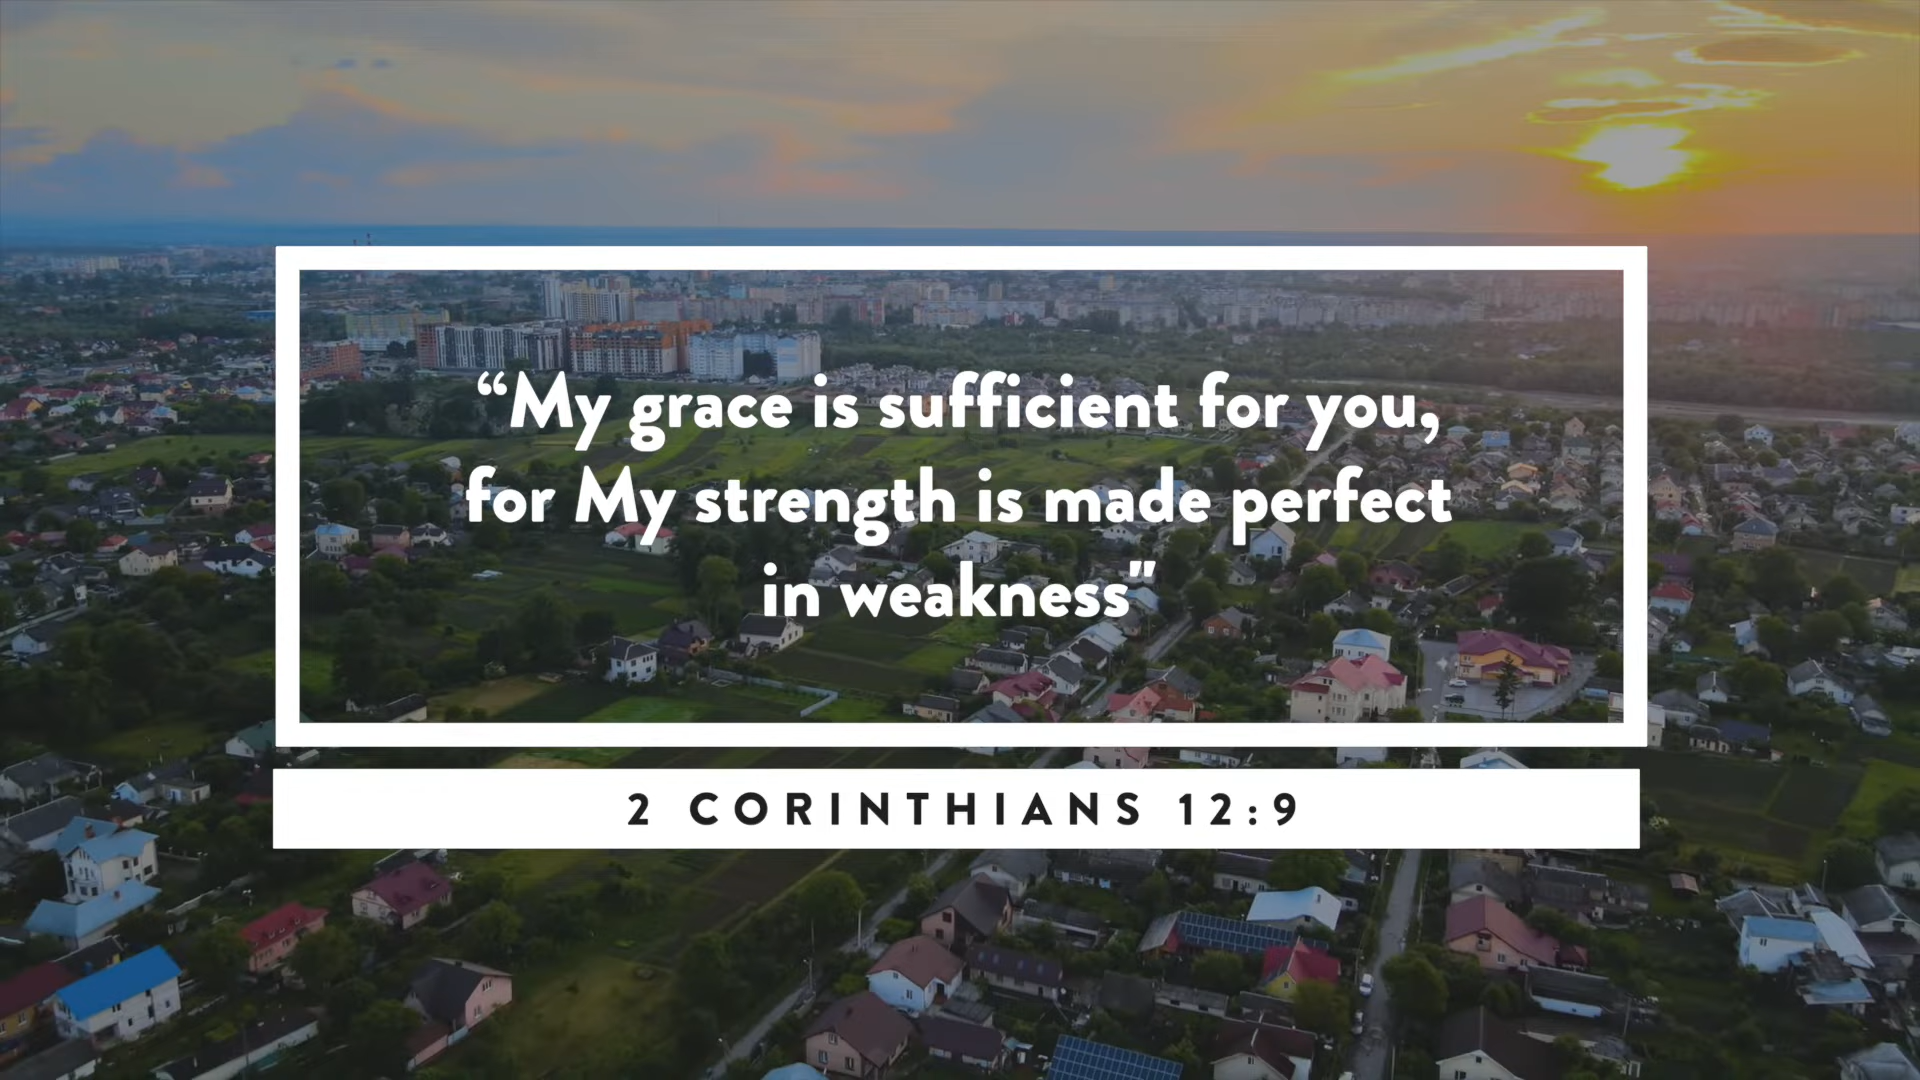 “My grace is sufficient for you,
for My strength is made perfect
in weakness"
2 CORINTHIANS 12:9